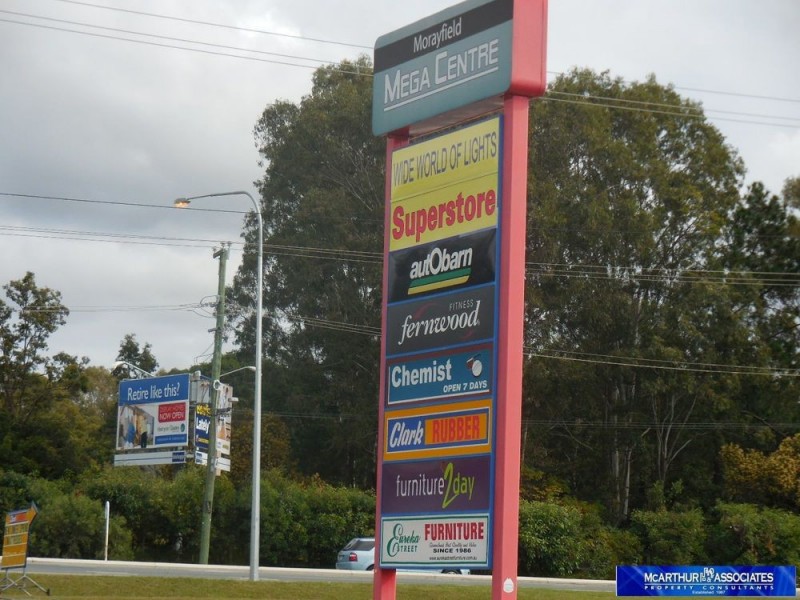 Morayfield
MEGA CENTRE
WIDE WORLD OF LIGHTS
Superstore
autObarn
FITNESS
fernwood
Chemist
OPEN 7 DAYS
Clark RUBBER
furniture2day
Eureka STREET
FURNITURE
SINCE 1986
Retire like this?
NOW OPEN
Lately
MCARTHUR & ASSOCIATES
PROPERTY CONSULTANTS